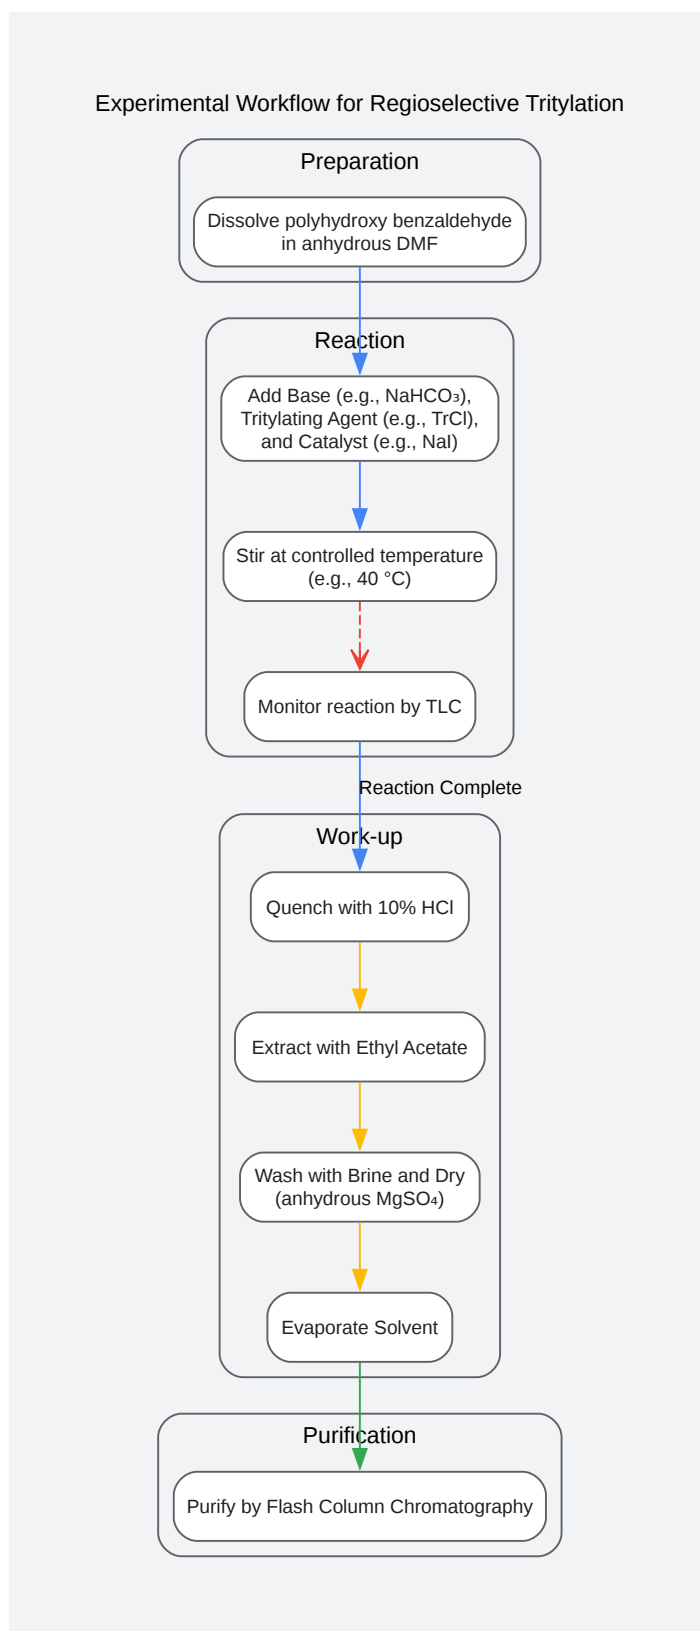 Experimental Workflow for Regioselective Tritylation
Preparation
Dissolve polyhydroxy benzaldehyde
in anhydrous DMF
Reaction
Add Base (e.g., NaHCO₃),
Tritylating Agent (e.g., TrCl),
and Catalyst (e.g., NaI)
Stir at controlled temperature
(e.g., 40 °C)
Monitor reaction by TLC
Reaction Complete
Work-up
Quench with 10% HCl
Extract with Ethyl Acetate
Wash with Brine and Dry
(anhydrous MgSO₄)
Evaporate Solvent
Purification
Purify by Flash Column Chromatography